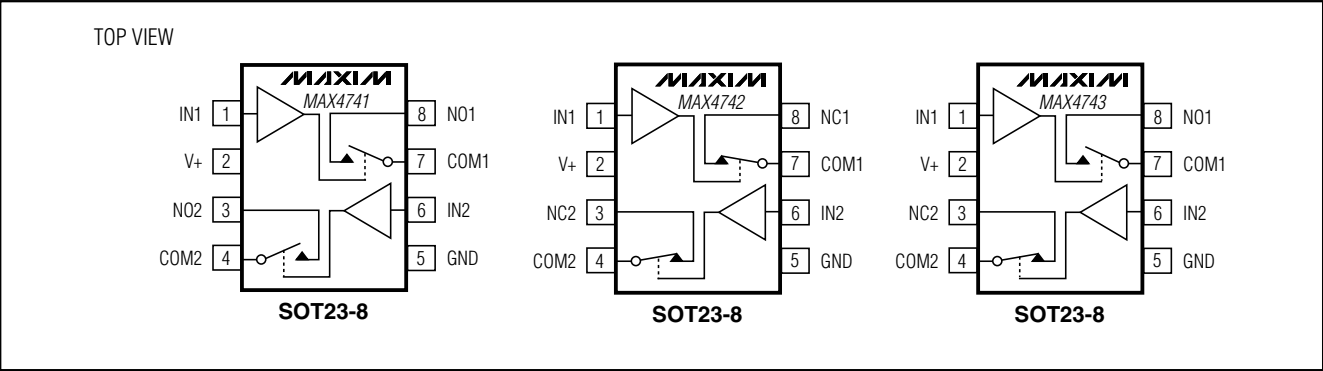 TOP VIEW
MAXIM
MAX4741
IN1 1
8 NO1
V+ 2
7 COM1
NO2 3
6 IN2
COM2 4
5 GND
SOT23-8
MAXIM
MAX4742
IN1 1
8 NC1
V+ 2
7 COM1
NC2 3
6 IN2
COM2 4
5 GND
SOT23-8
MAXIM
MAX4743
IN1 1
8 NO1
V+ 2
7 COM1
NC2 3
6 IN2
COM2 4
5 GND
SOT23-8